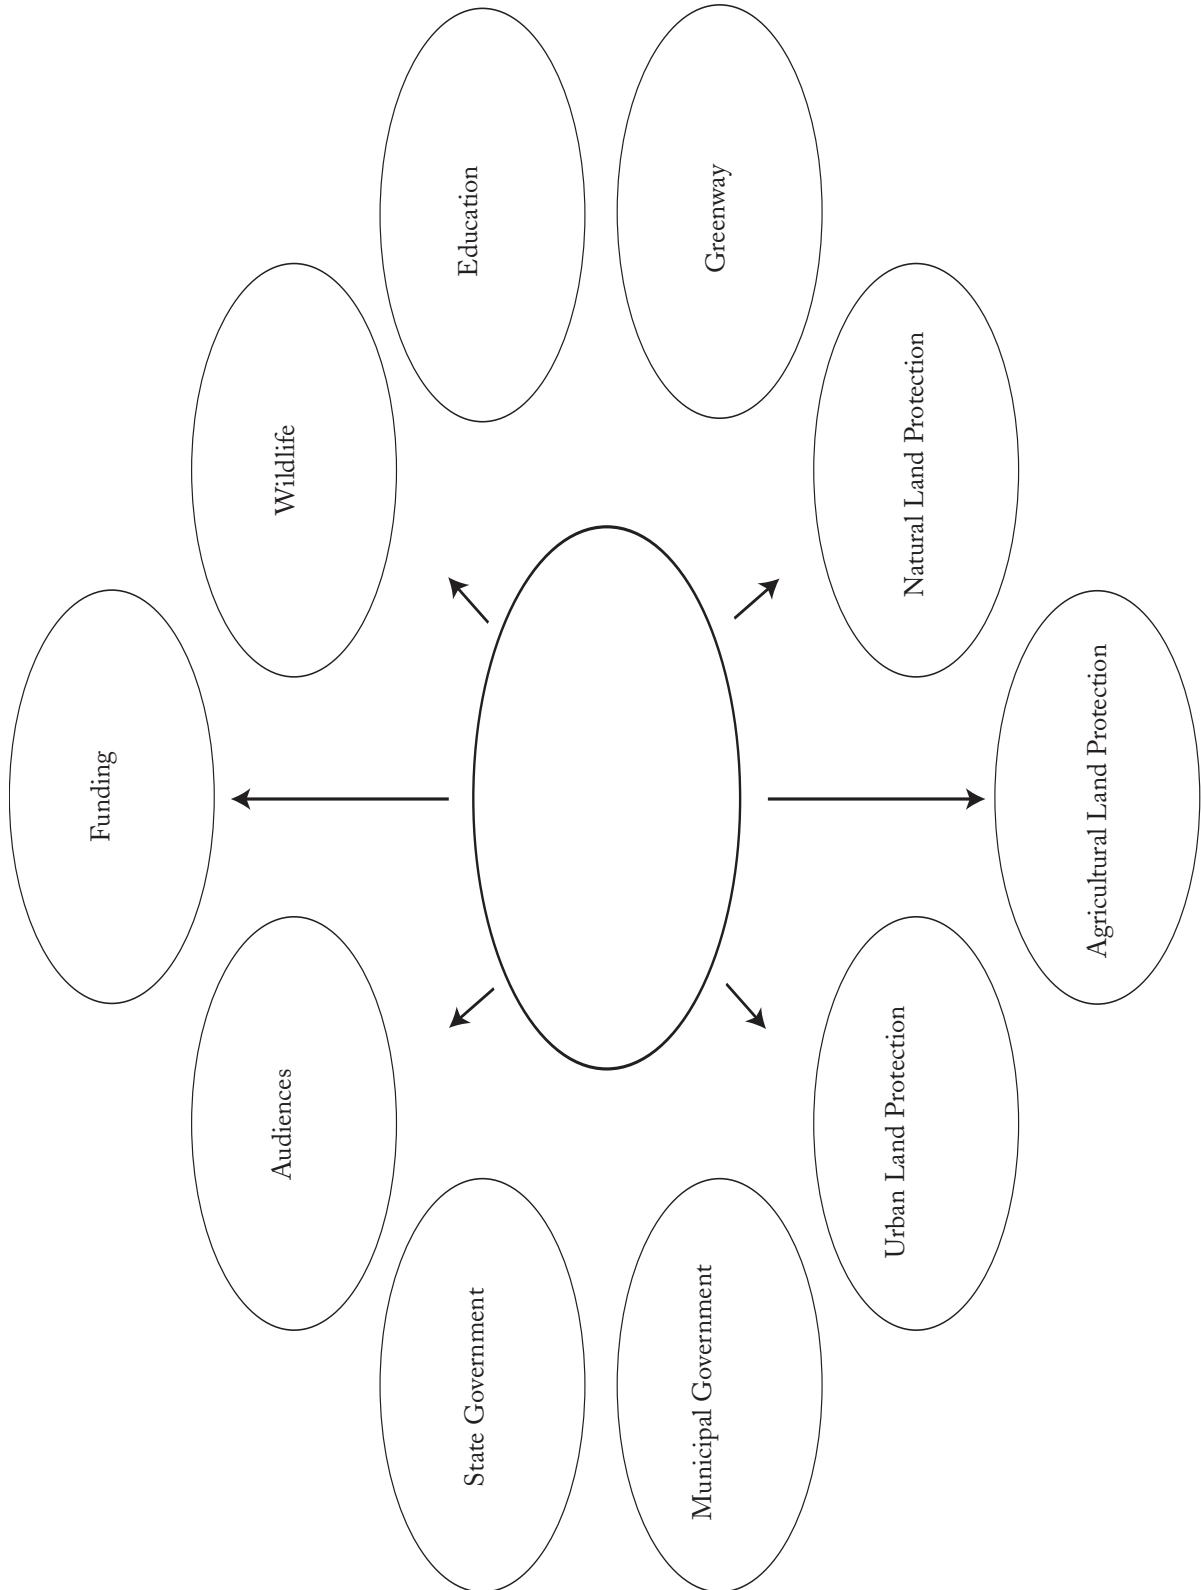 Funding
Audiences
Wildlife
State Government
Education
Municipal Government
Greenway
Urban Land Protection
Natural Land Protection
Agricultural Land Protection